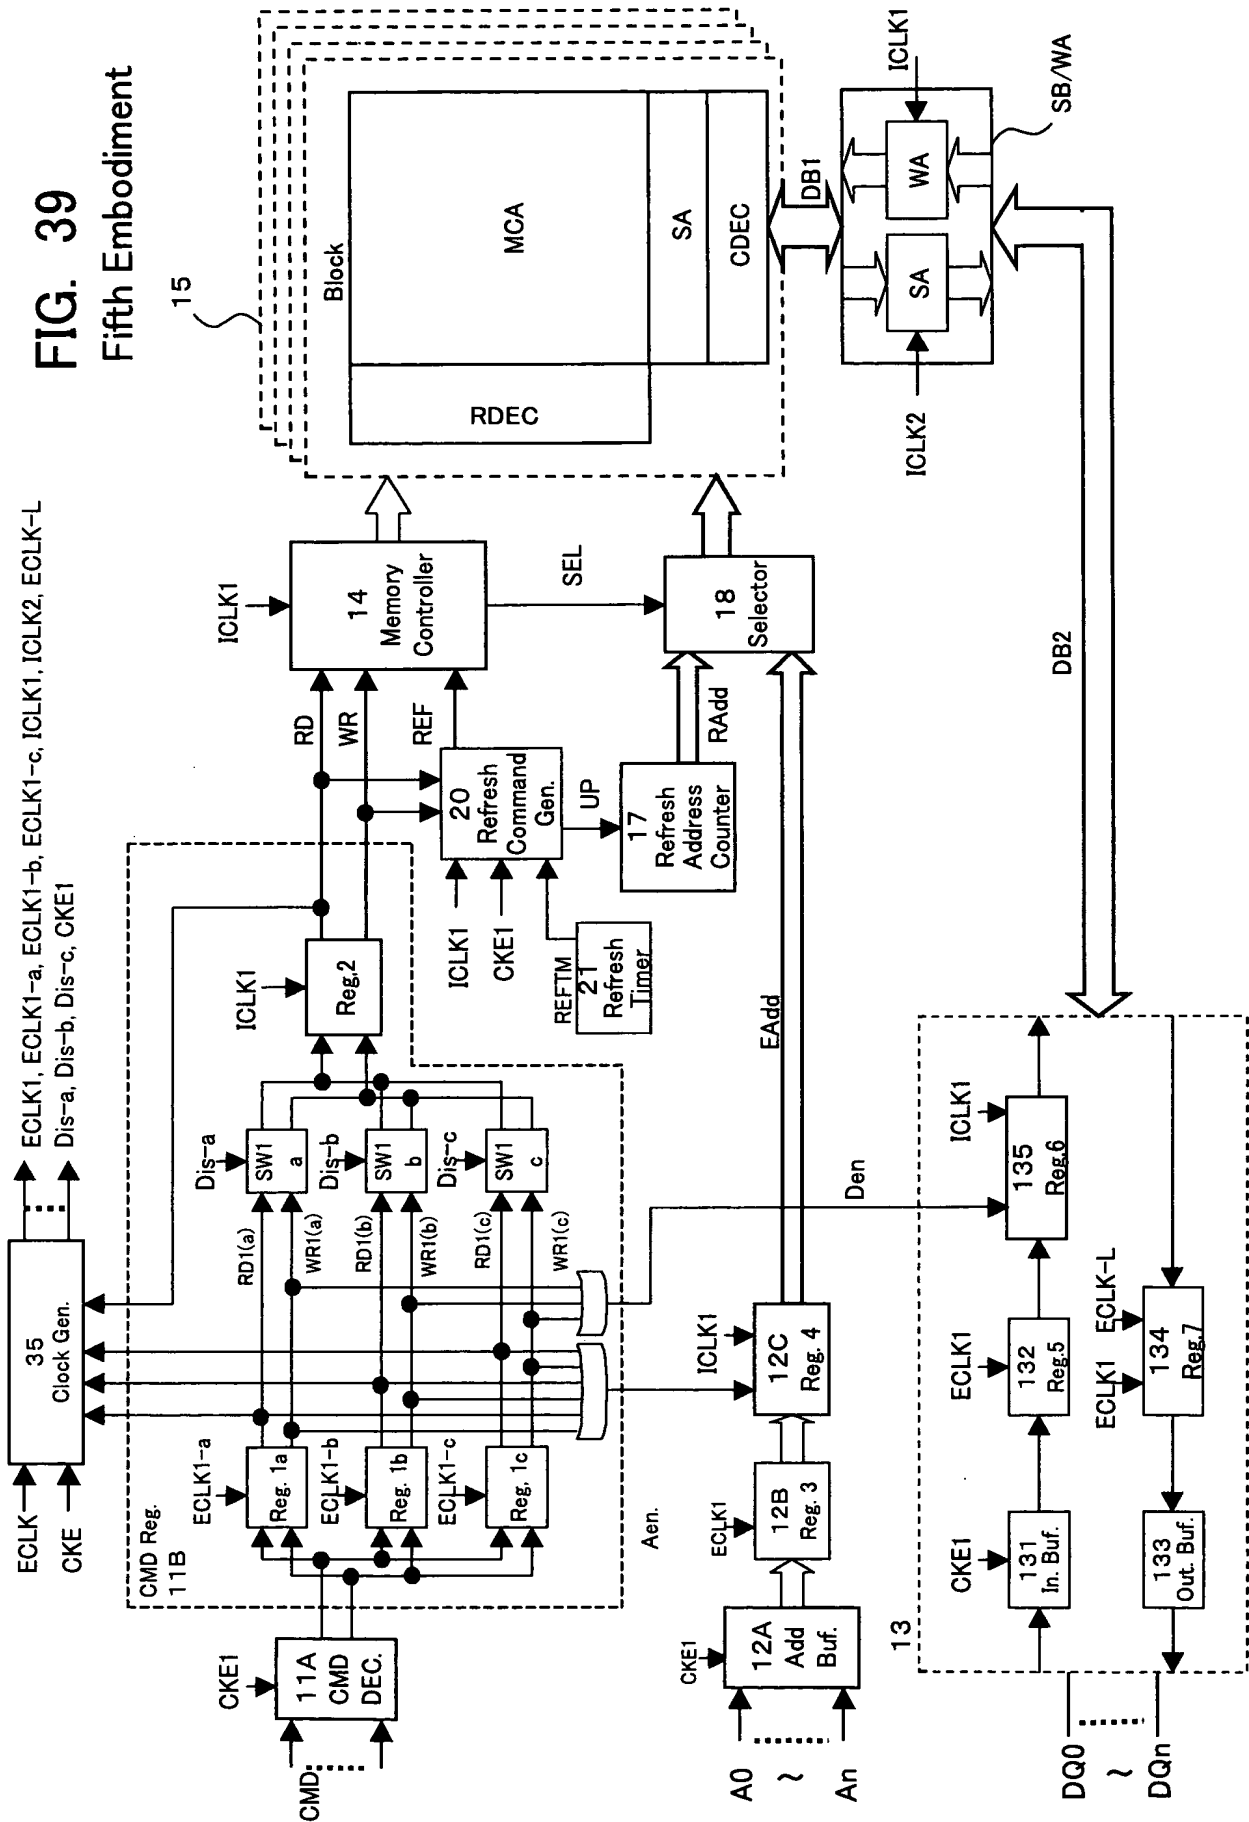 FIG. 39
Fifth Embodiment
ECLK
CKE
35
Clock Gen.
ECLK1, ECLK1-a, ECLK1-b, ECLK1-c, ICLK1, ICLK2, ECLK-L
Dis-a, Dis-b, Dis-c, CKE1
CMD Reg.
11B
CMD
CKE1
11A
CMD
DEC.
ECLK1-a
Reg. 1a
ECLK1-b
Reg. 1b
ECLK1-c
Reg, 1c
RD1(a)
WR1(a)
RD1(b)
WR1(b)
RD1(c)
WR1(c)
Dis-a
SW1
a
Dis-b
SW1
b
Dis-c
SW1
c
ICLK1
Reg,2
RD
WR
REF
ICLK1
14
Memory
Controller
SEL
ICLK1
CKE1
20
Refresh
Command
Gen.
REFTM
21
Refresh
Timer
UP
17
Refresh
Address
Counter
RAdd
18
Selector
15
Block
MCA
RDEC
SA
CDEC
DB1
ICLK2
SA
WA
ICLK1
SB/WA
Aen.
Den
A0
~
An
CKE1
12A
Add
Buf.
ECLK1
12B
Reg. 3
ICLK1
12C
Reg. 4
EAdd
DB2
13
DQ0
~
DQn
CKE1
131
In. Buf.
ECLK1
132
Reg.5
ICLK1
135
Reg.6
133
Out. Buf.
ECLK1
ECLK-L
134
Reg,7